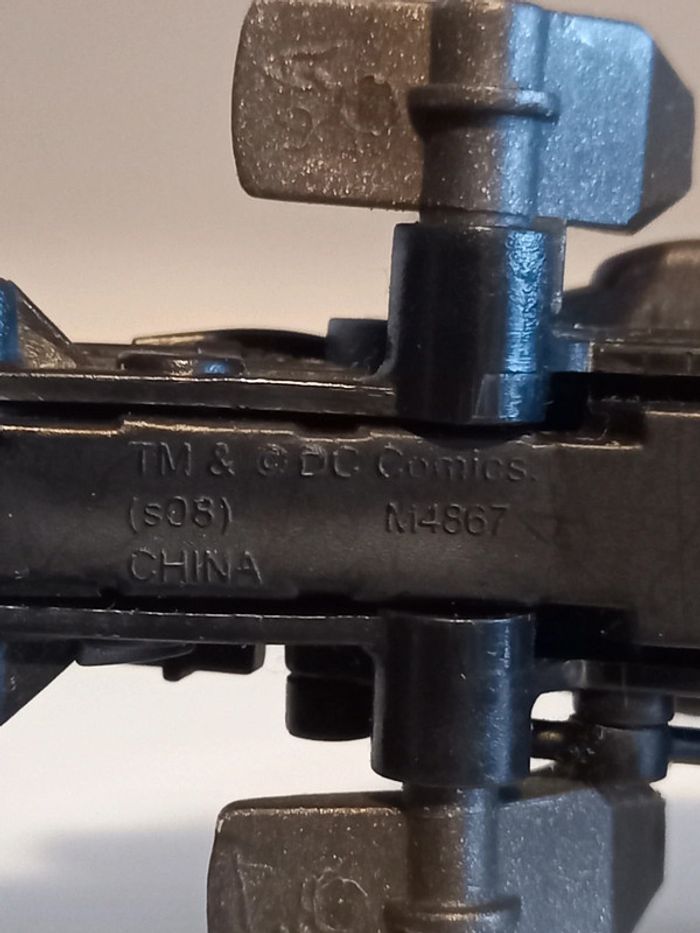 TM & © DC Comics.
(s08) M4867
CHINA